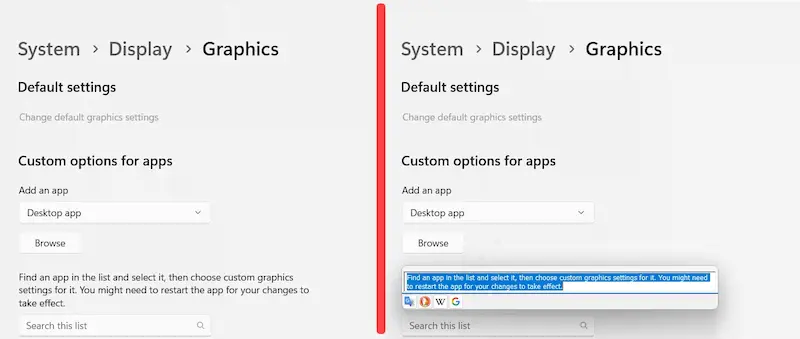 System > Display > Graphics
Default settings
Change default graphics settings
Custom options for apps
Add an app
Desktop app
Browse
Find an app in the list and select it, then choose custom graphics
settings for it. You might need to restart the app for your changes to
take effect.
Search this list
System > Display > Graphics
Default settings
Change default graphics settings
Custom options for apps
Add an app
Desktop app
Browse
Find an app in the list and select it, then choose custom graphics settings for it. You might need
to restart the app for your changes to take effect.
W G
Search this list